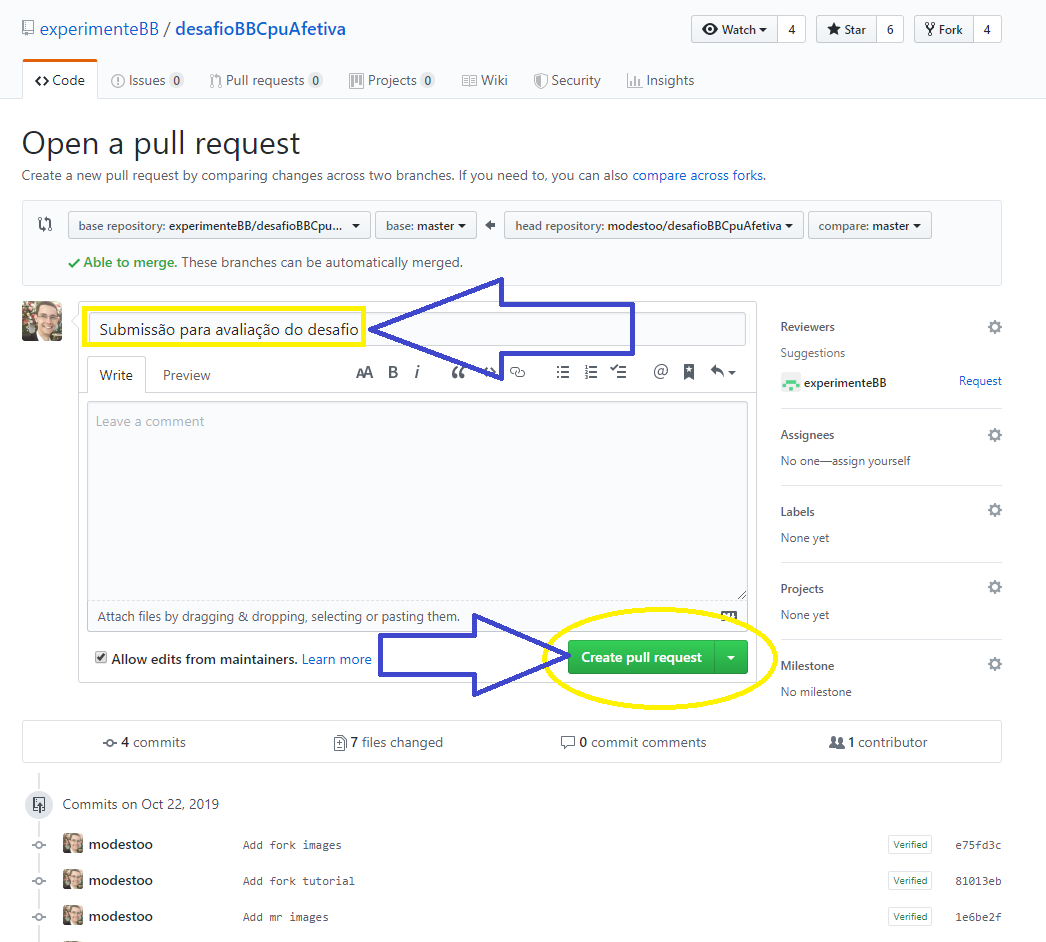 experimenteBB / desafioBBCpuAfetiva
Watch 4 Star 6 Fork 4
Code Issues 0 Pull requests 0 Projects 0 Wiki Security Insights
Open a pull request
Create a new pull request by comparing changes across two branches. If you need to, you can also compare across forks.
base repository: experimenteBB/desafioBBCpu... base: master head repository: modestoo/desafioBBCpuAfetiva compare: master
Able to merge. These branches can be automatically merged.
Submissão para avaliação do desafio
Write Preview AA B i @
Leave a comment
Attach files by dragging & dropping, selecting or pasting them.
Allow edits from maintainers. Learn more
Create pull request
Reviewers
Suggestions
experimenteBB Request
Assignees
No one—assign yourself
Labels
None yet
Projects
None yet
Milestone
No milestone
4 commits 7 files changed 0 commit comments 1 contributor
Commits on Oct 22, 2019
modestoo Add fork images Verified e75fd3c
modestoo Add fork tutorial Verified 81013eb
modestoo Add mr images Verified 1e6be2f